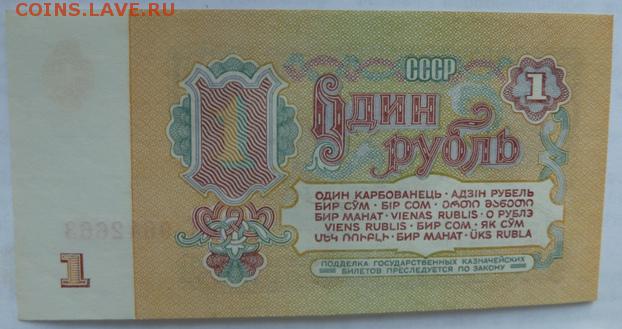 COINS.LAVE.РУ
СССР
1
1
ОДИН
РУБЛЬ
ОДИН КАРБОВАНЕЦЬ · АДЗІН РУБЕЛЬ
БИР СЎМ · БІР СОМ · ᲔᲠᲗᲘ ᲛᲐᲜᲔᲗᲘ
БИР МАНАТ · VIENAS RUBLIS · О РУБЛЭ
VIENS RUBLIS · БИР СОМ · ЯК СЎМ
ՄԵԿ ՌՈՒԲԼԻ · БИР МАНАТ · ÜKS RUBLA
1
ПОДДЕЛКА ГОСУДАРСТВЕННЫХ КАЗНАЧЕЙСКИХ
БИЛЕТОВ ПРЕСЛЕДУЕТСЯ ПО ЗАКОНУ